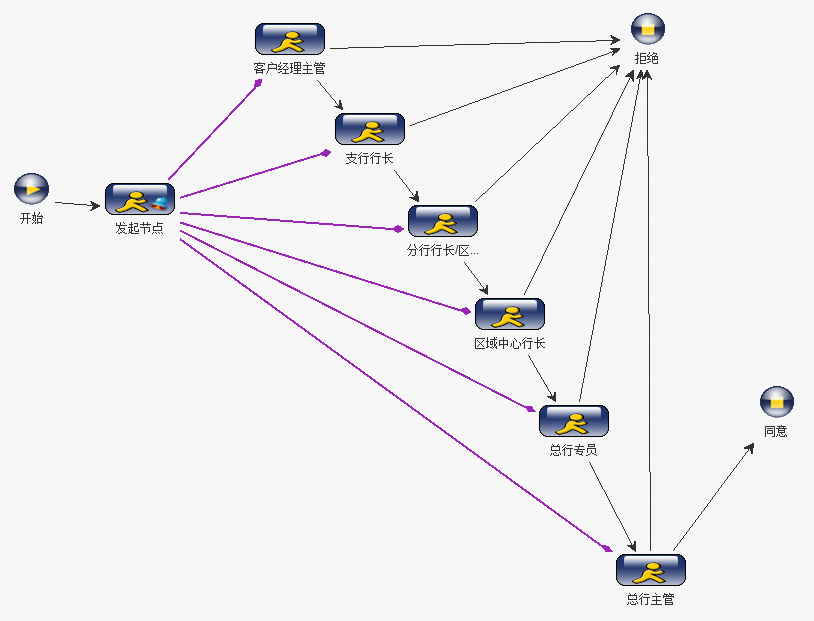 客户经理主管
拒绝
支行行长
开始
发起节点
分行行长/区...
区域中心行长
同意
总行专员
总行主管